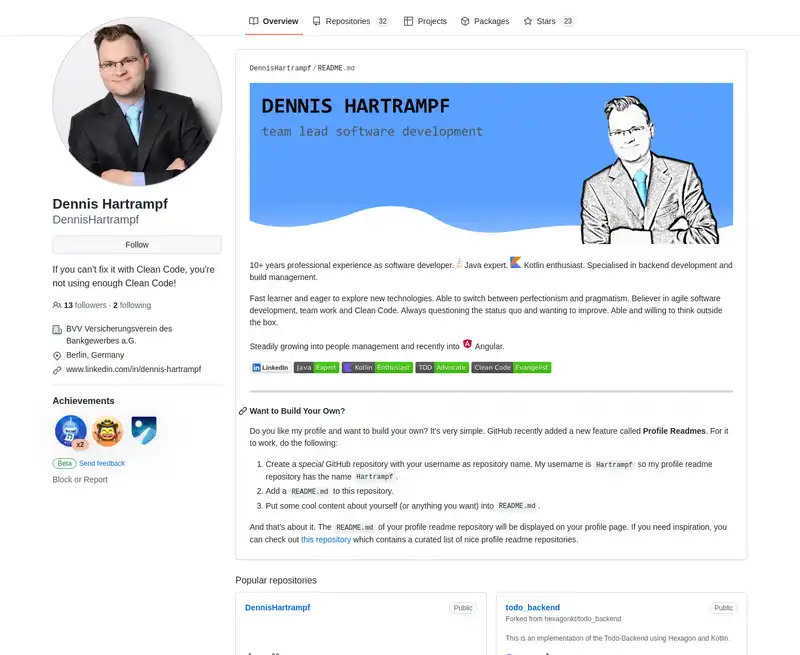 Overview Repositories 32 Projects Packages Stars 23
Dennis Hartrampf
DennisHartrampf
Follow
If you can't fix it with Clean Code, you're
not using enough Clean Code!
13 followers · 2 following
BVV Versicherungsverein des
Bankgewerbes a.G.
Berlin, Germany
www.linkedin.com/in/dennis-hartrampf
Achievements
x2
Beta Send feedback
Block or Report
DennisHartrampf/README.md
DENNIS HARTRAMPF
team lead software development
10+ years professional experience as software developer. Java expert. Kotlin enthusiast. Specialised in backend development and
build management.
Fast learner and eager to explore new technologies. Able to switch between perfectionism and pragmatism. Believer in agile software
development, team work and Clean Code. Always questioning the status quo and wanting to improve. Able and willing to think outside
the box.
Steadily growing into people management and recently into Angular.
in LinkedIn Java Expert Kotlin Enthusiast TDD Advocate Clean Code Evangelist
Want to Build Your Own?
Do you like my profile and want to build your own? It's very simple. GitHub recently added a new feature called Profile Readmes. For it
to work, do the following:
1. Create a special GitHub repository with your username as repository name. My username is Hartrampf so my profile readme
repository has the name Hartrampf.
2. Add a README.md to this repository.
3. Put some cool content about yourself (or anything you want) into README.md.
And that's about it. The README.md of your profile readme repository will be displayed on your profile page. If you need inspiration, you
can check out this repository which contains a curated list of nice profile readme repositories.
Popular repositories
DennisHartrampf Public
todo_backend Public
Forked from hexagonkt/todo_backend
This is an implementation of the Todo-Backend using Hexagon and Kotlin.